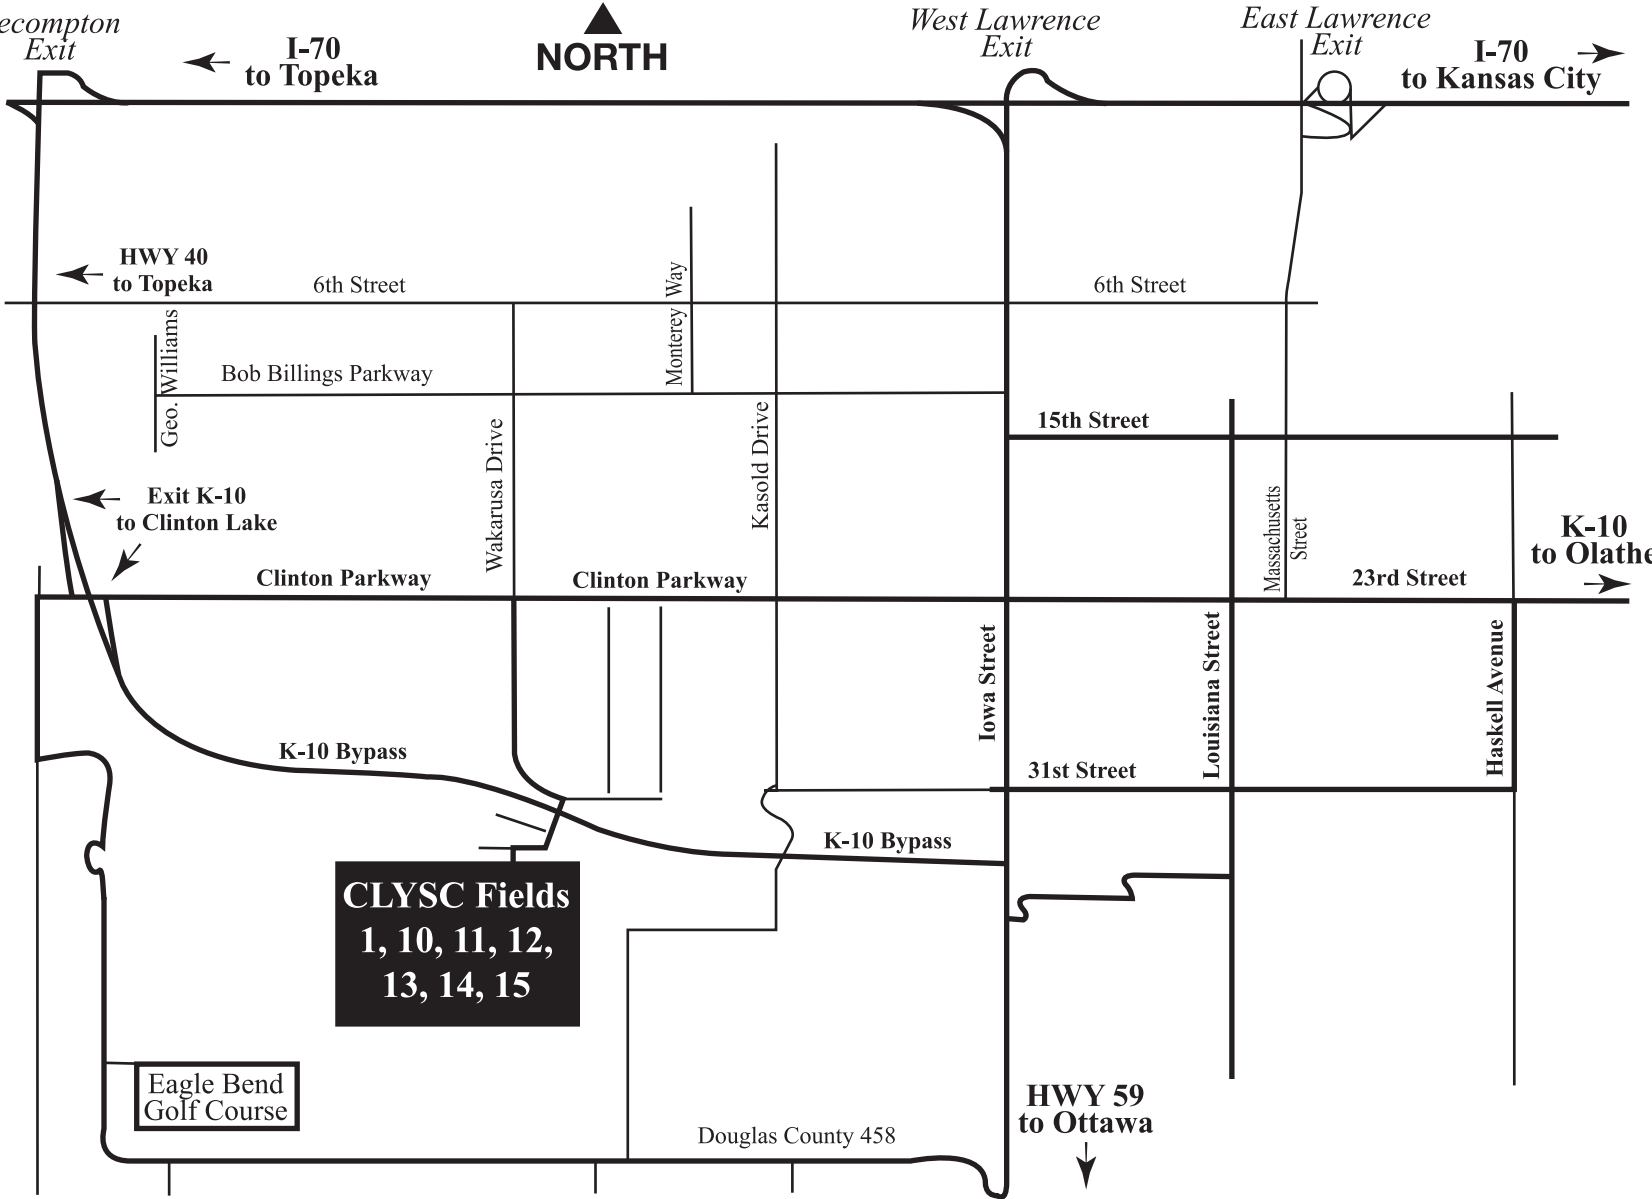 Exit
I-70
to Topeka
NORTH
West Lawrence
Exit
East Lawrence
Exit
I-70
to Kansas City
HWY 40
to Topeka
6th Street
Monterey Way
6th Street
Geo. Williams
Bob Billings Parkway
Wakarusa Drive
Kasold Drive
15th Street
Exit K-10
to Clinton Lake
Massachusetts
Street
K-10
to Olathe
Clinton Parkway
Clinton Parkway
23rd Street
Iowa Street
Louisiana Street
Haskell Avenue
K-10 Bypass
31st Street
K-10 Bypass
CLYSC Fields
1, 10, 11, 12,
13, 14, 15
Eagle Bend
Golf Course
HWY 59
to Ottawa
Douglas County 458